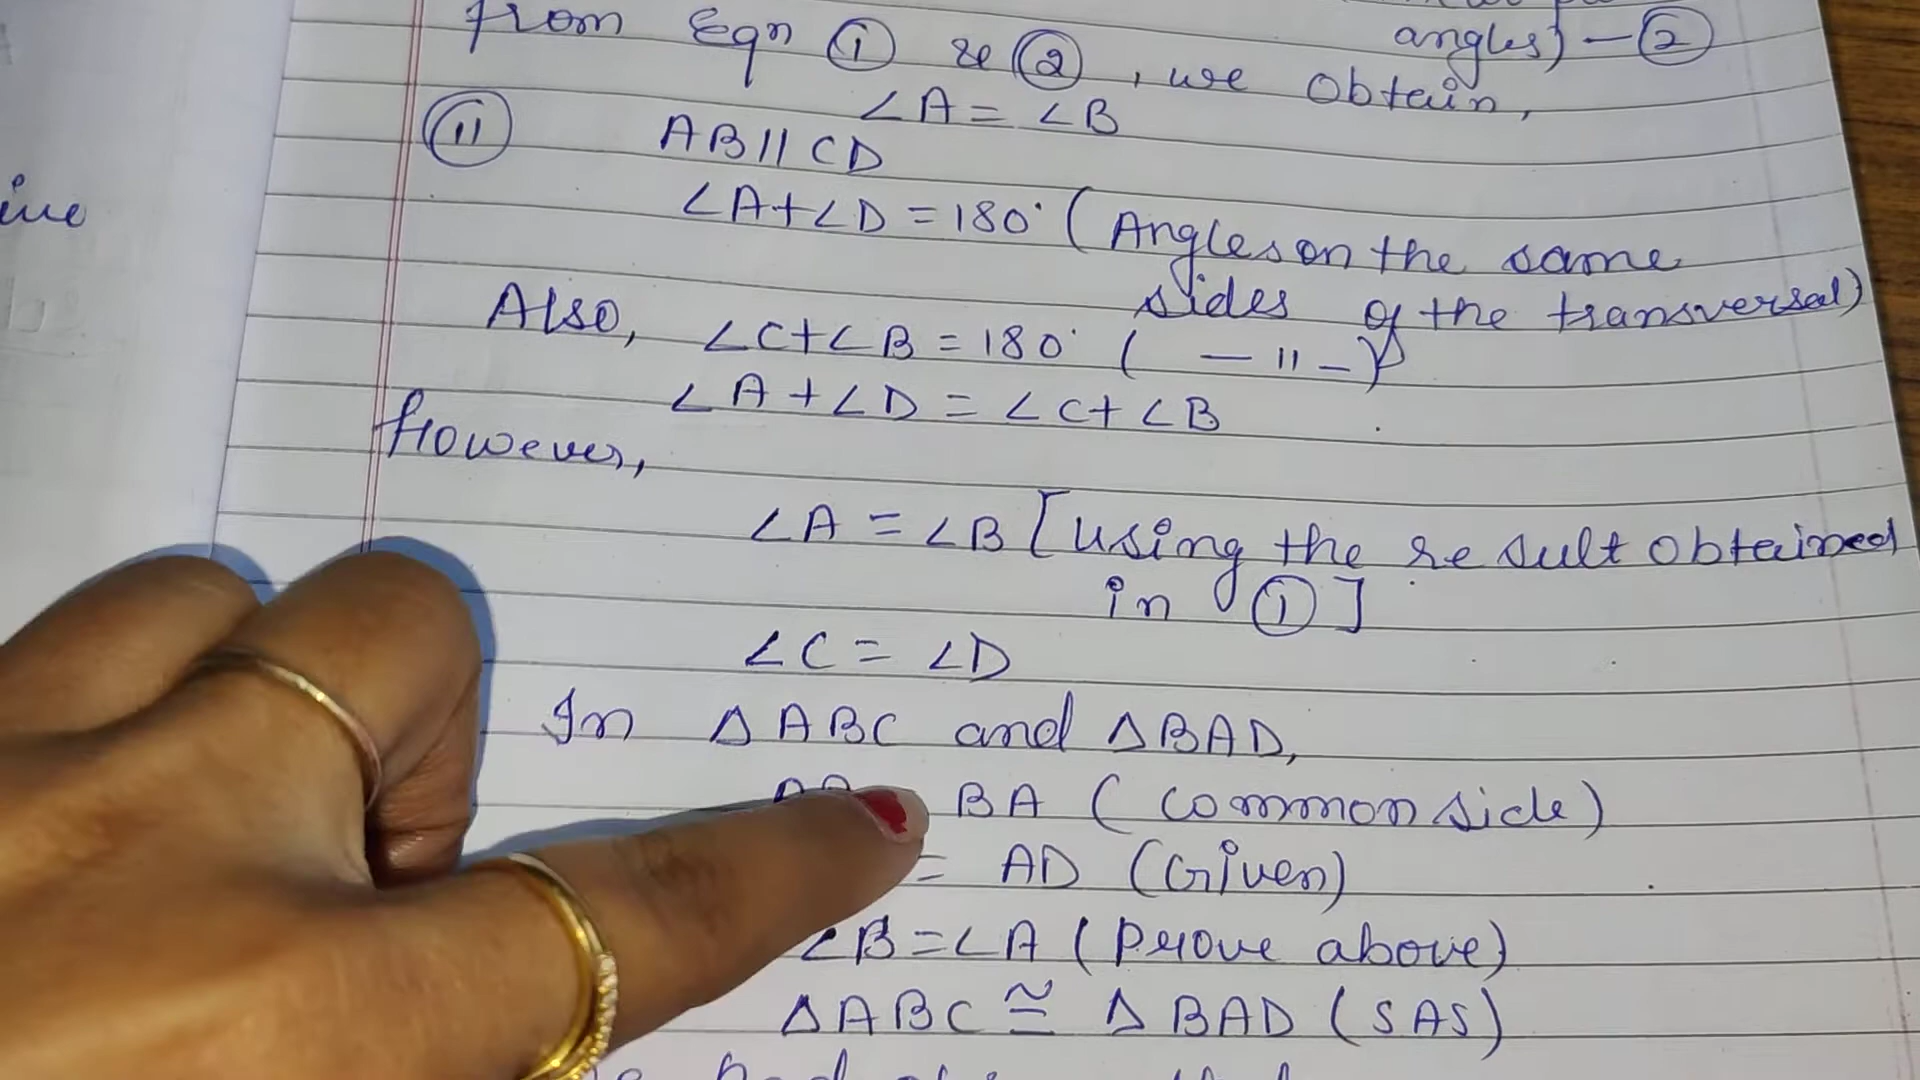 angles) - ②
from Eqn ① & ②, we obtain,
∠A = ∠B
ⓘⓘ AB || CD
∠A + ∠D = 180° (Angles on the same
sides of the transversal)
Also, ∠C + ∠B = 180° ( — 11 — )
∠A + ∠D = ∠C + ∠B
However,
∠A = ∠B [using the result obtained
in ①]
∠C = ∠D
In ΔABC and ΔBAD,
BA (common side)
= AD (Given)
∠B = ∠A (Prove above)
ΔABC ≅ ΔBAD (SAS)